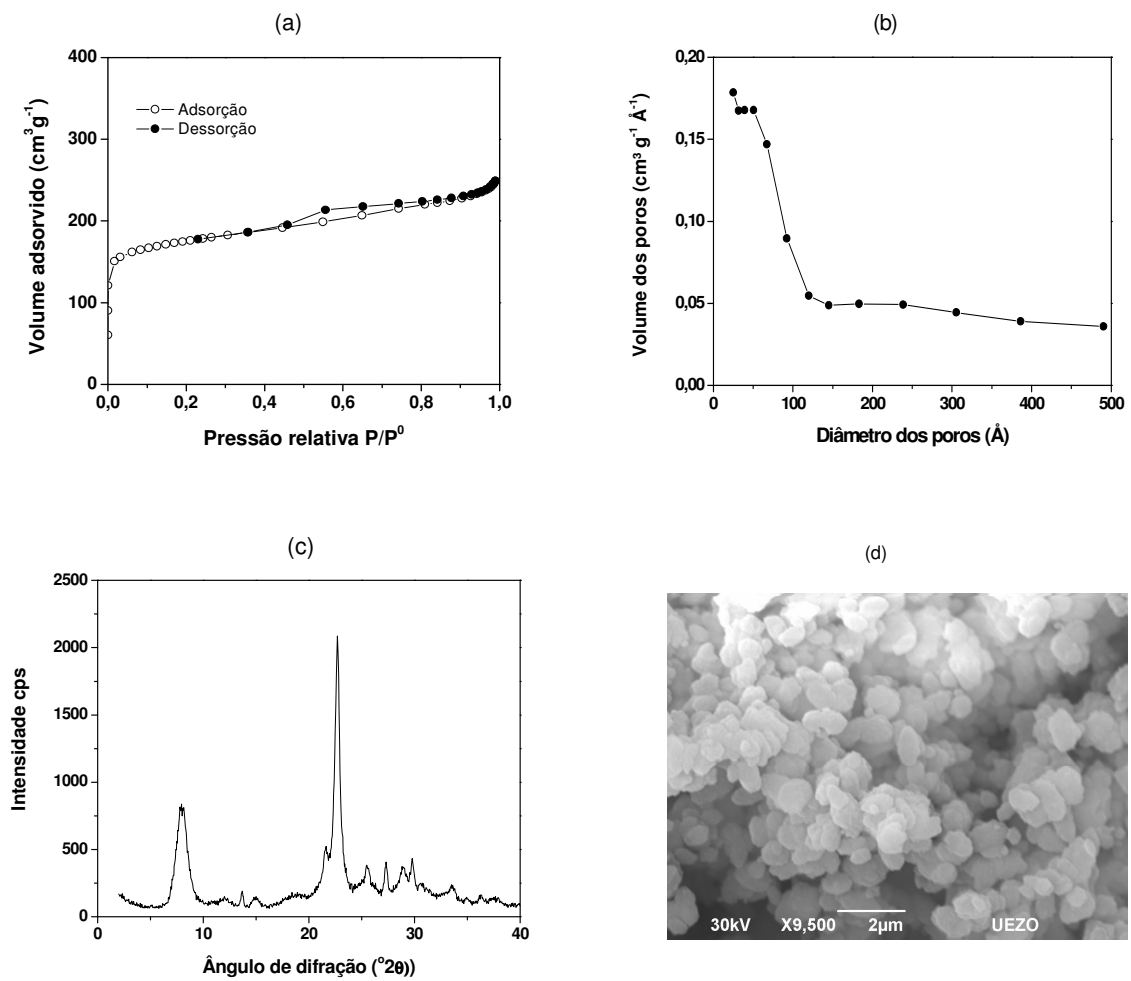 (a)
400
300
200
100
0
0,0 0,2 0,4 0,6 0,8 1,0
Volume adsorvido (cm³g⁻¹)
Pressão relativa P/P⁰
Adsorção
Dessorção
(b)
0,20
0,15
0,10
0,05
0,00
0 100 200 300 400 500
Volume dos poros (cm³ g⁻¹ Å⁻¹)
Diâmetro dos poros (Å)
(c)
2500
2000
1500
1000
500
0
0 10 20 30 40
Intensidade cps
Ângulo de difração (°2θ))
(d)
30kV X9,500 2µm UEZO